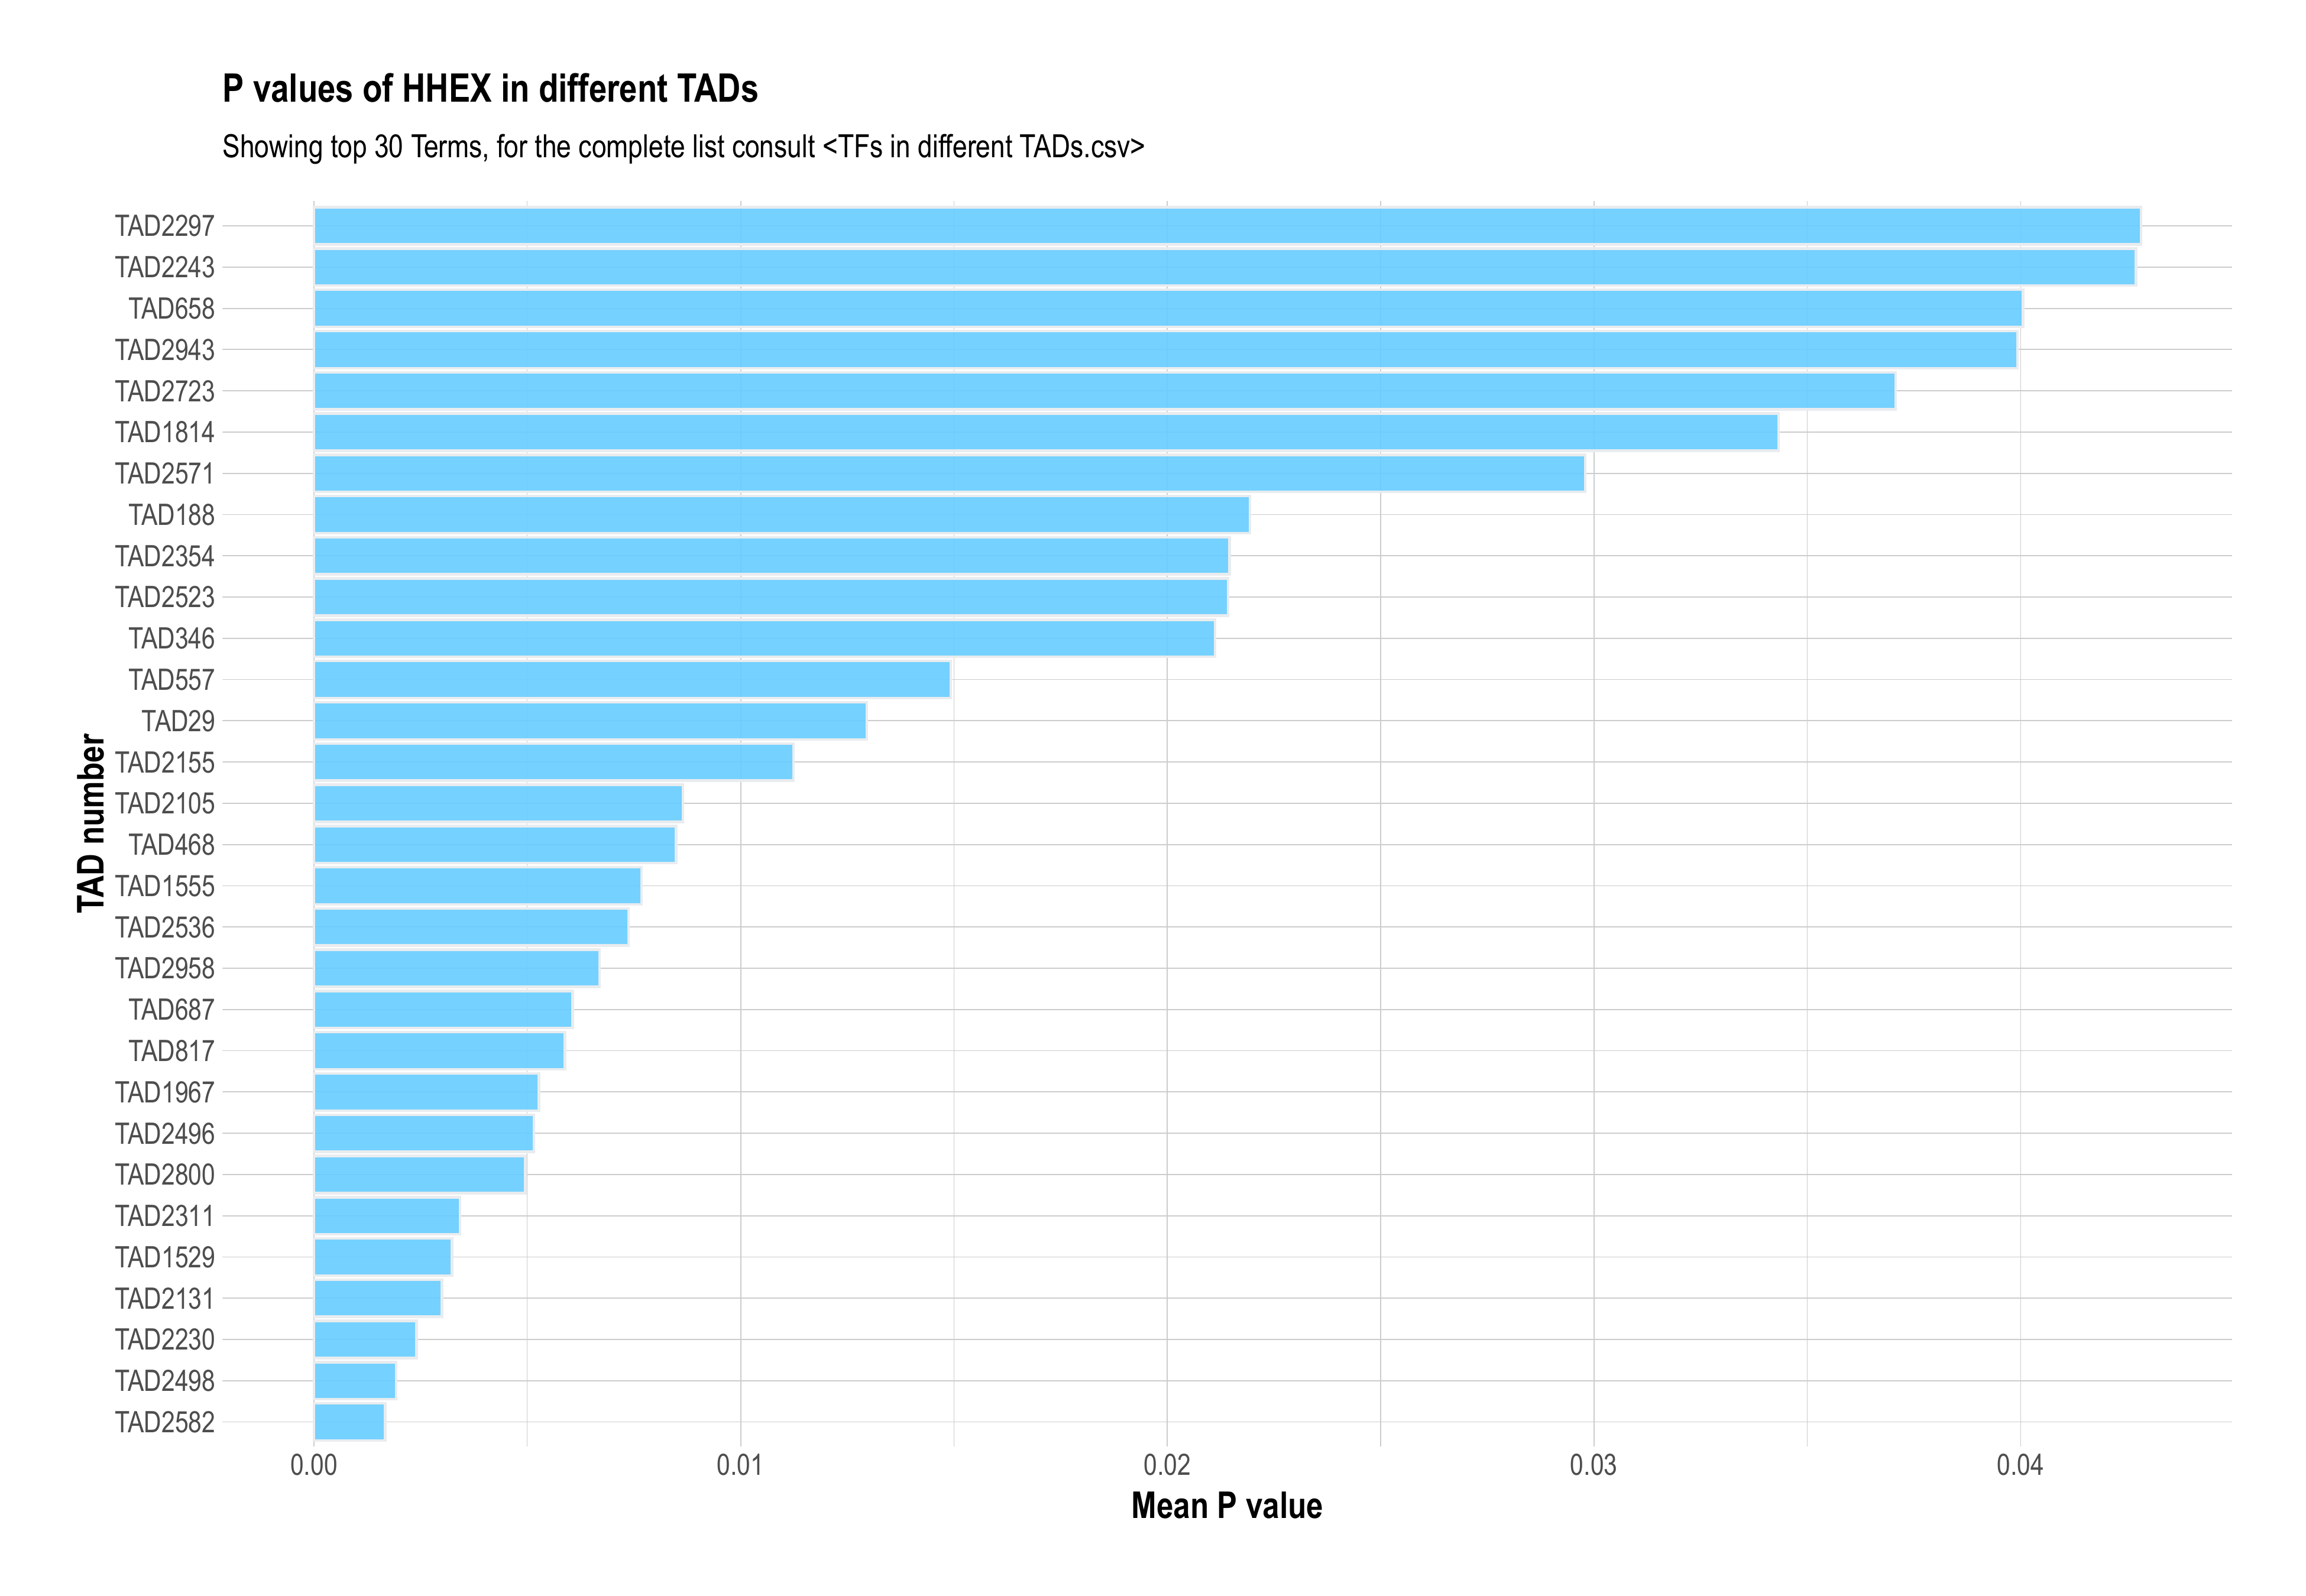 P values of HHEX in different TADs
Showing top 30 Terms, for the complete list consult <TFs in different TADs.csv>
TAD number
TAD2297
TAD2243
TAD658
TAD2943
TAD2723
TAD1814
TAD2571
TAD188
TAD2354
TAD2523
TAD346
TAD557
TAD29
TAD2155
TAD2105
TAD468
TAD1555
TAD2536
TAD2958
TAD687
TAD817
TAD1967
TAD2496
TAD2800
TAD2311
TAD1529
TAD2131
TAD2230
TAD2498
TAD2582
0.00 0.01 0.02 0.03 0.04
Mean P value